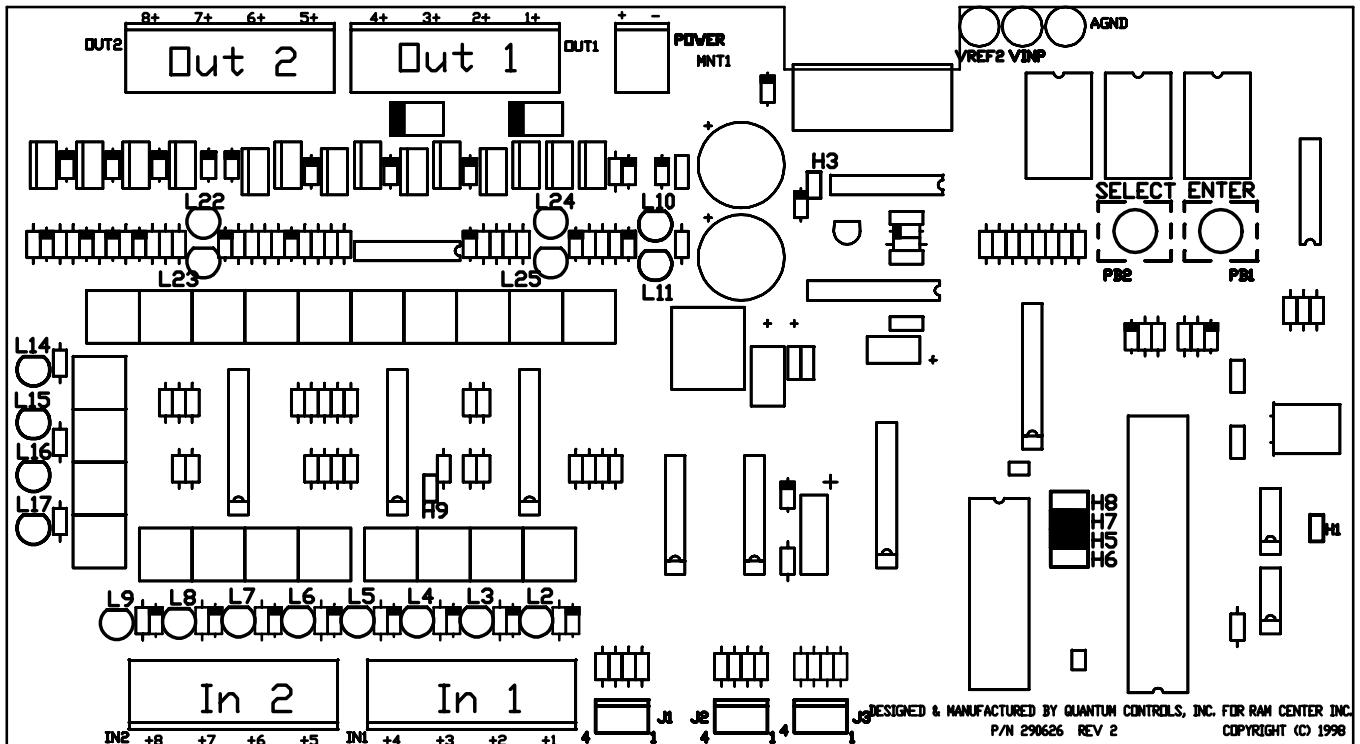 8+ 7+ 6+ 5+ 4+ 3+ 2+ 1+ + -
OUT2 Out 2 Out 1 OUT1 POWER
MNT1
VREF2 VINP AGND
+
H3
SELECT ENTER
L22 L24 L10
+
L23 L25 L11
PB2 PB1
+ +
+
L14
L15
L16
L17
H9
+
H8
H7
H5
H6
H1
L9 L8 L7 L6 L5 L4 L3 L2
In 2 In 1
J1 J2 J3
IN2 +8 +7 +6 +5 IN1 +4 +3 +2 +1
4 1 4 1 4 1
DESIGNED & MANUFACTURED BY QUANTUM CONTROLS, INC. FOR RAM CENTER INC.
P/N 290626 REV 2 COPYRIGHT (C) 1998